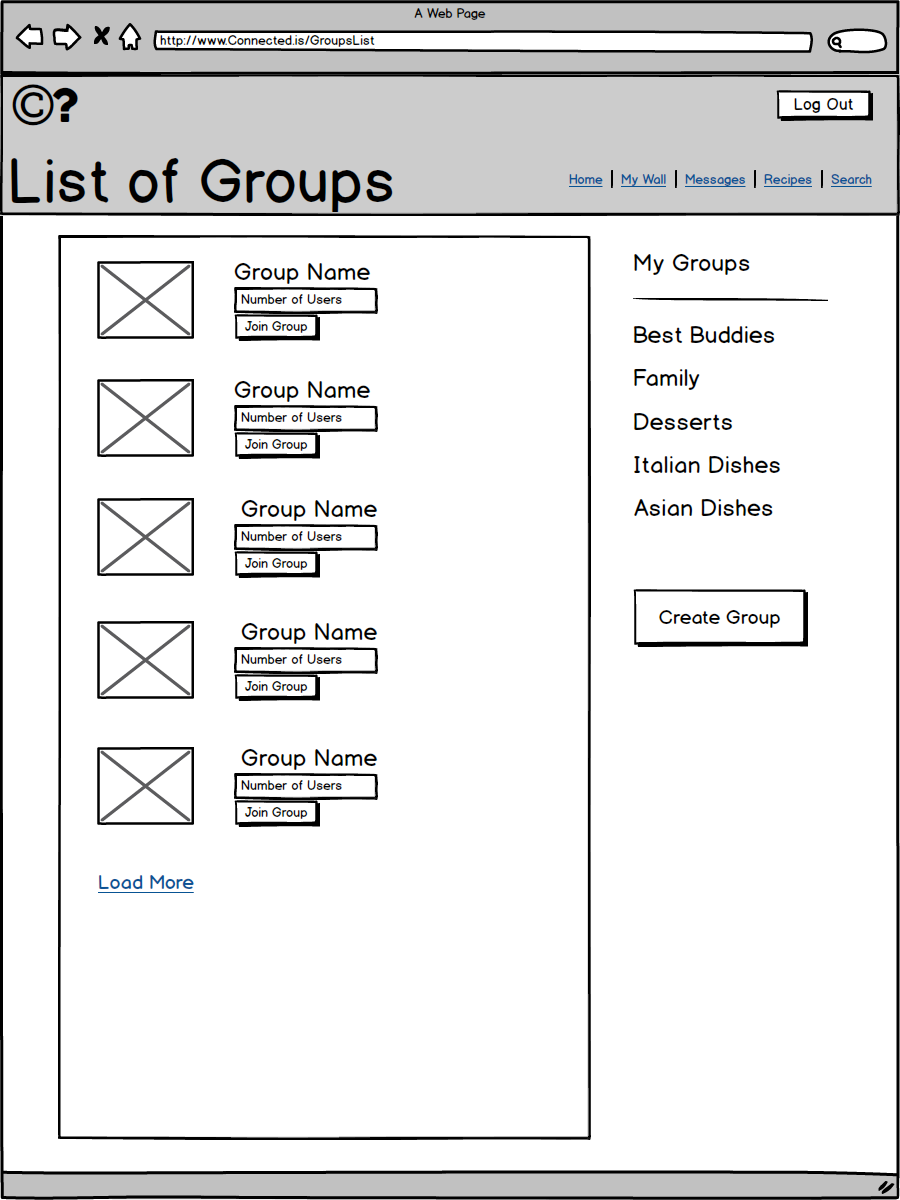 A Web Page
http://www.Connected.is/GroupsList
©?
Log Out
List of Groups
Home | My Wall | Messages | Recipes | Search
Group Name
Number of Users
Join Group
Group Name
Number of Users
Join Group
Group Name
Number of Users
Join Group
Group Name
Number of Users
Join Group
Group Name
Number of Users
Join Group
Load More
My Groups
Best Buddies
Family
Desserts
Italian Dishes
Asian Dishes
Create Group